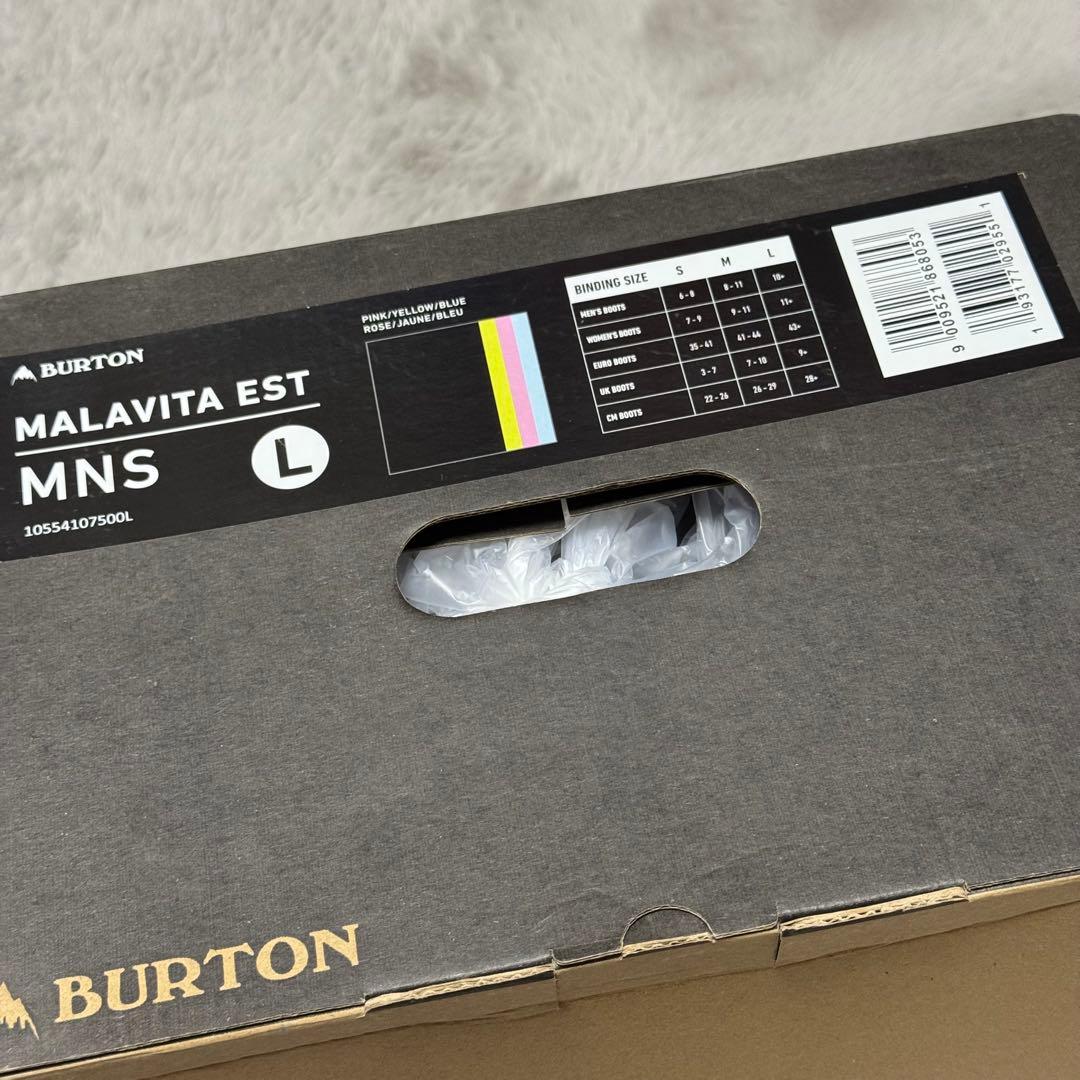 BURTON
MALAVITA EST
MNS L
10554107500L
PINK/YELLOW/BLUE
ROSE/JAUNE/BLEU
BINDING SIZE S M L
MEN'S BOOTS 6 - 8 8 - 11 10+
WOMEN'S BOOTS 7 - 9 9 - 11 11+
EURO BOOTS 35 - 41 41 - 44 43+
UK BOOTS 3 - 7 7 - 10 9+
CM BOOTS 22 - 26 26 - 29 28+
9 009521 868053
1 93177 02955 1
BURTON